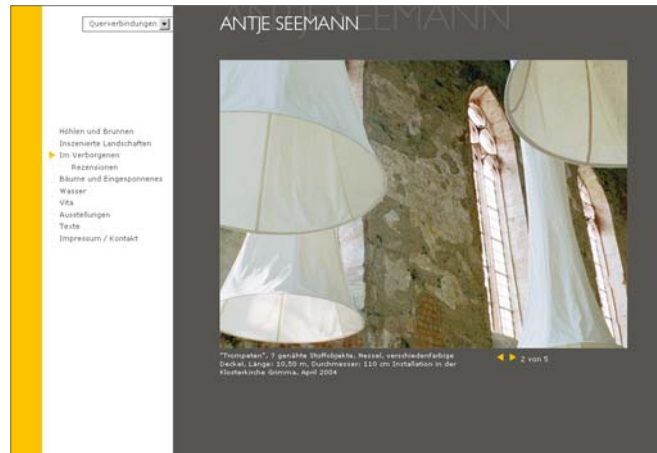 Querverbindungen
ANTJE SEEMANN
SEEMANN
Höhlen und Brunnen
Inszenierte Landschaften
Im Verborgenen
Rezensionen
Bäume und Eingesponnenes
Wasser
Vita
Ausstellungen
Texte
Impressum / Kontakt
"Trompeten", 7 genähte Stoffobjekte, Nessel, verschiedenfarbige
Deckel, Länge: 10,50 m, Durchmesser: 110 cm Installation in der
Klosterkirche Grimma, April 2004
2 von 5